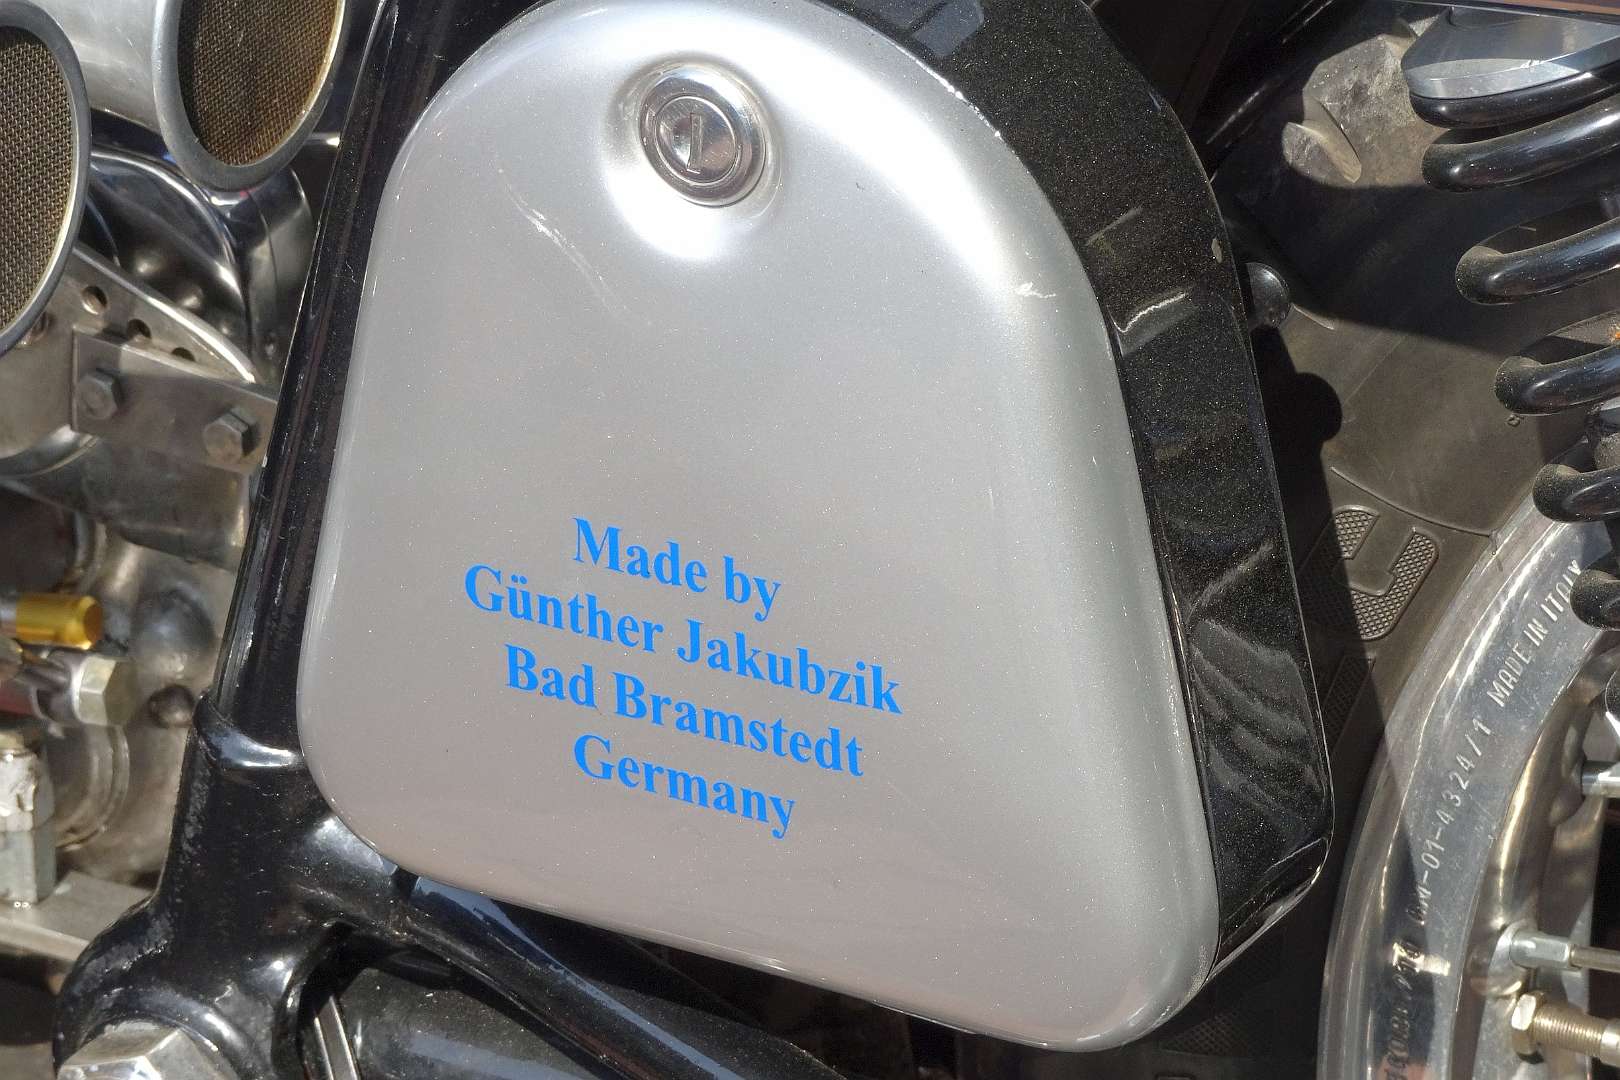 Made by
Günther Jakubzik
Bad Bramstedt
Germany
MADE IN ITALY